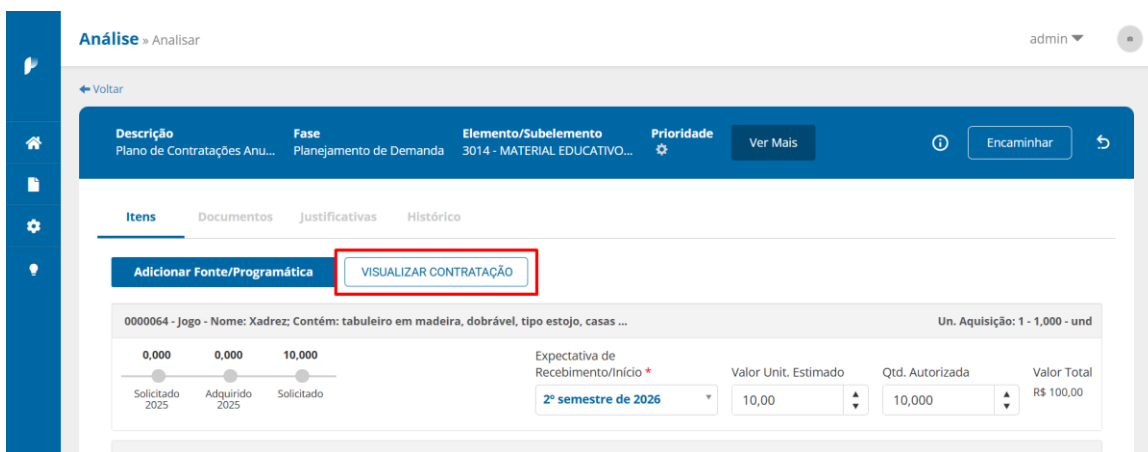 Análise » Analisar
admin
Voltar
Descrição
Plano de Contratações Anu...
Fase
Planejamento de Demanda
Elemento/Subelemento
3014 - MATERIAL EDUCATIVO...
Prioridade
Ver Mais
Encaminhar
Itens Documentos Justificativas Histórico
Adicionar Fonte/Programática VISUALIZAR CONTRATAÇÃO
0000064 - Jogo - Nome: Xadrez; Contém: tabuleiro em madeira, dobrável, tipo estojo, casas ... Un. Aquisição: 1 - 1,000 - und
0,000 0,000 10,000
Solicitado 2025
Adquirido 2025
Solicitado
Expectativa de
Recebimento/Início *
2º semestre de 2026
Valor Unit. Estimado
10,00
Qtd. Autorizada
10,000
Valor Total
R$ 100,00